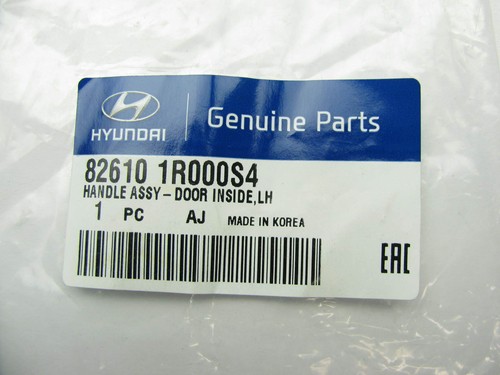 HYUNDAI
Genuine Parts
82610 1R000S4
HANDLE ASSY-DOOR INSIDE,LH
1 PC AJ MADE IN KOREA
EAC